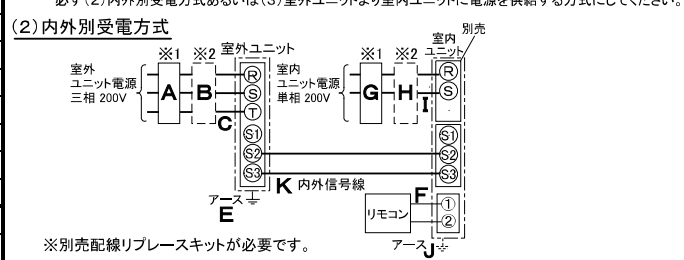 必ず(2)内外別受電方式あるいは(3)室外ユニットより室内ユニットに電源を供給する方式にしてください。
(2)内外別受電方式
別売
※1 ※2 室外ユニット ※1 ※2 室内ユニット
室外ユニット電源
三相 200V
A B C
R
S
T
S1
S2
S3
室内ユニット電源
単相 200V
G H I
R
S
S1
S2
S3
K 内外信号線
アース
E
リモコン
F
①
②
アース J
※別売配線リプレースキットが必要です。